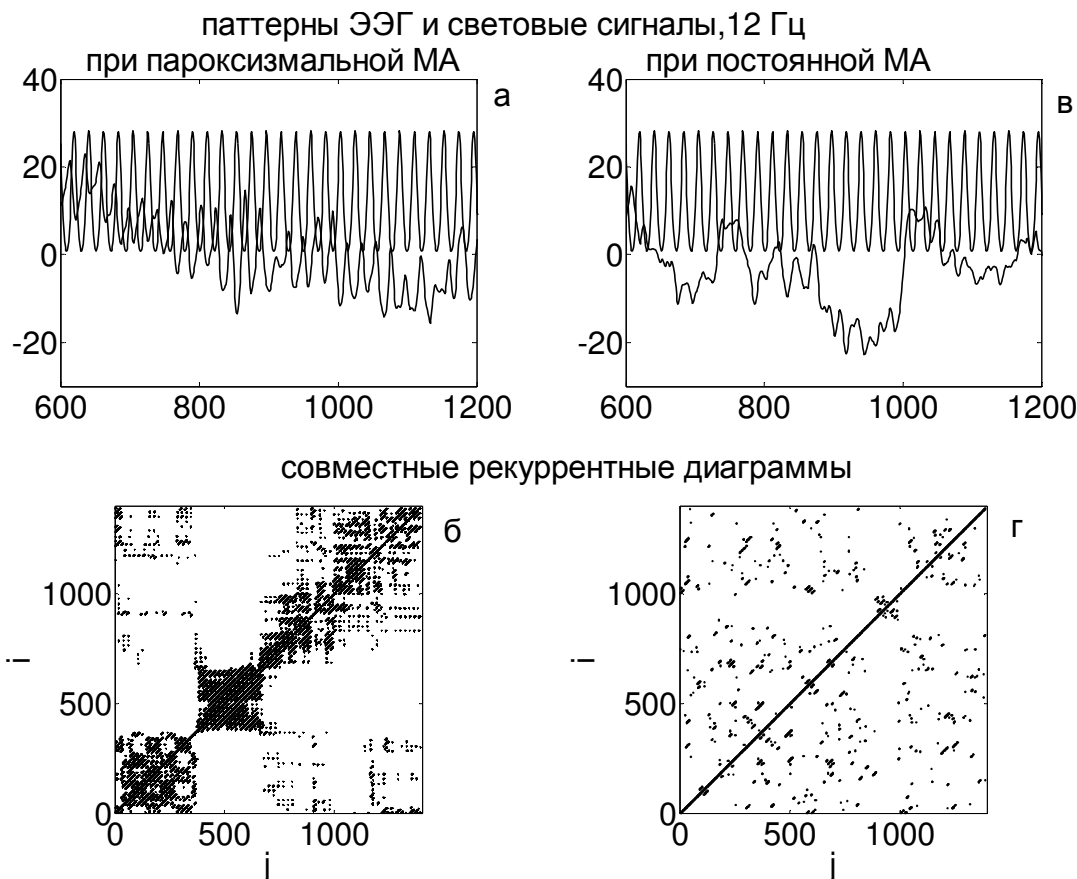 паттерны ЭЭГ и световые сигналы,12 Гц
при пароксизмальной МА
при постоянной МА
40
20
0
-20
600
800
1000
1200
а
40
20
0
-20
600
800
1000
1200
в
совместные рекуррентные диаграммы
б
1000
500
0
i
0
500
1000
j
г
1000
500
0
i
0
500
1000
j